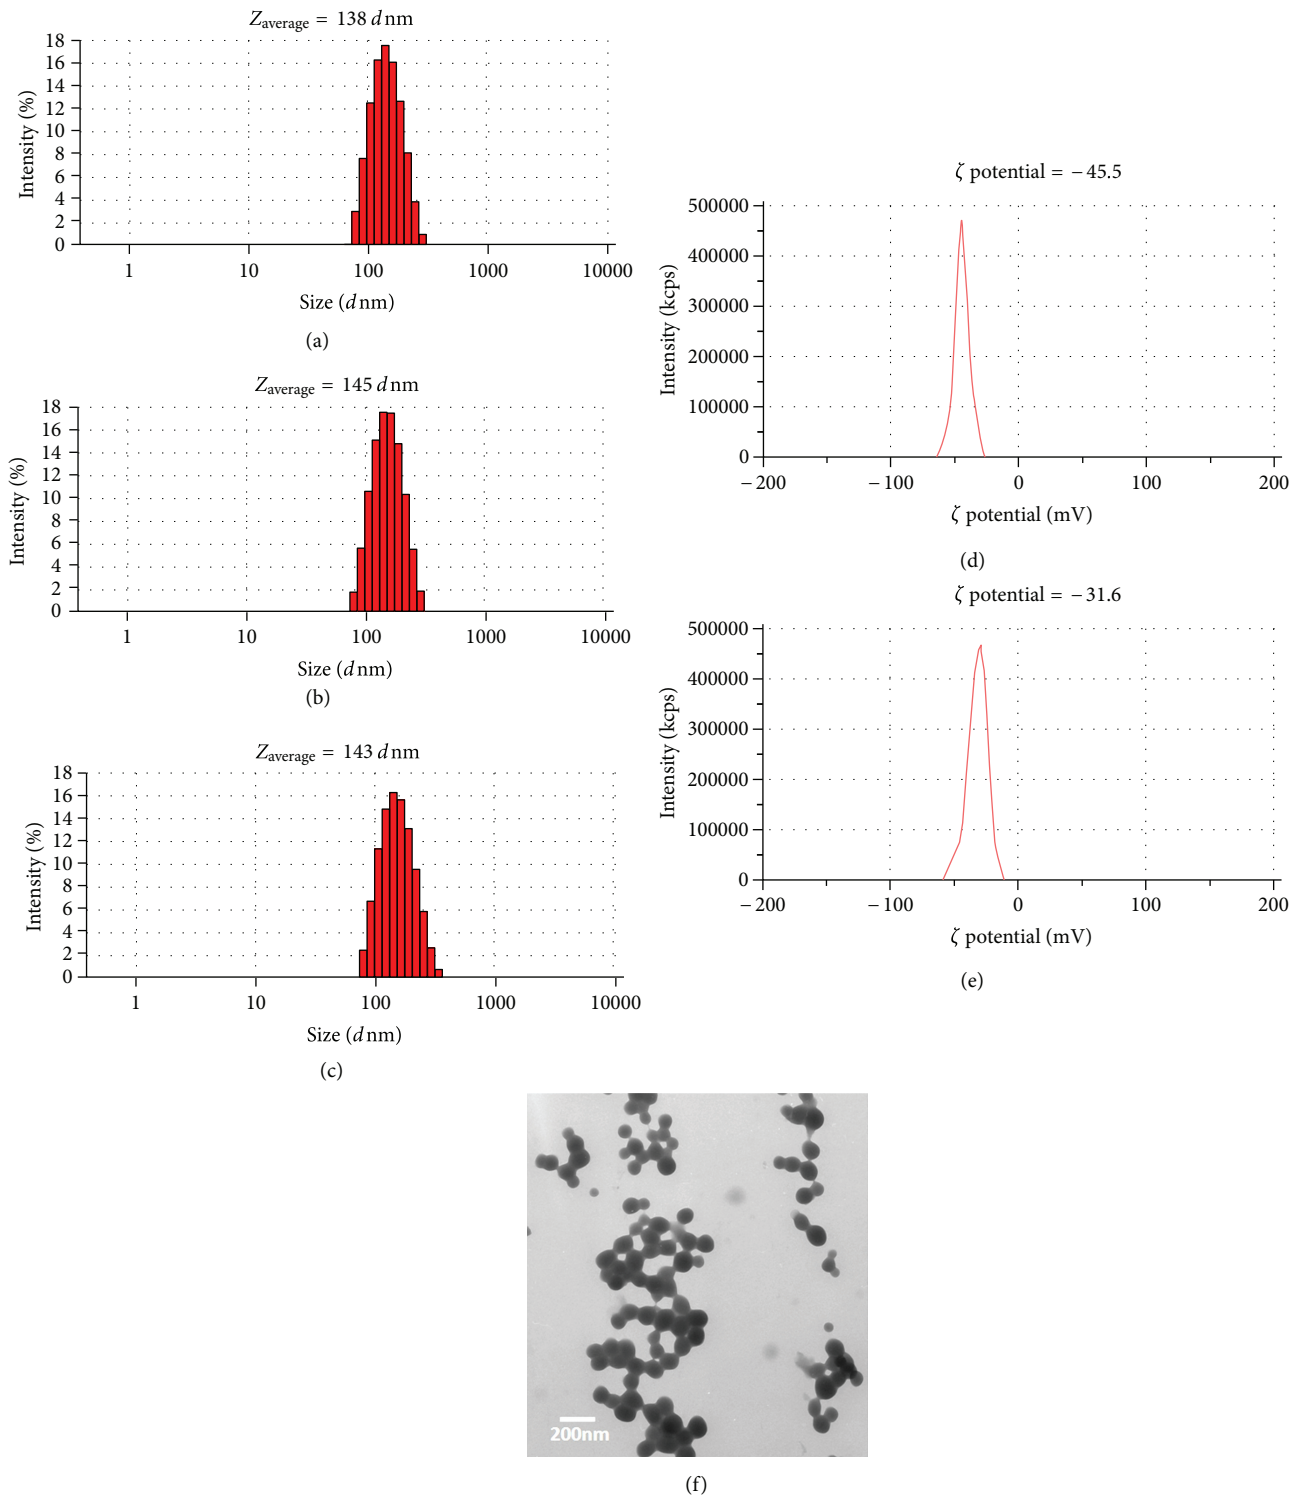 Zaverage = 138 d nm
18
16
14
12
10
8
6
4
2
0
Intensity (%)
1 10 100 1000 10000
Size (d nm)
(a)
Zaverage = 145 d nm
18
16
14
12
10
8
6
4
2
0
Intensity (%)
1 10 100 1000 10000
Size (d nm)
(b)
Zaverage = 143 d nm
18
16
14
12
10
8
6
4
2
0
Intensity (%)
1 10 100 1000 10000
Size (d nm)
(c)
ζ potential = −45.5
500000
400000
300000
200000
100000
0
Intensity (kcps)
−200 −100 0 100 200
ζ potential (mV)
(d)
ζ potential = −31.6
500000
400000
300000
200000
100000
0
Intensity (kcps)
−200 −100 0 100 200
ζ potential (mV)
(e)
200nm
(f)